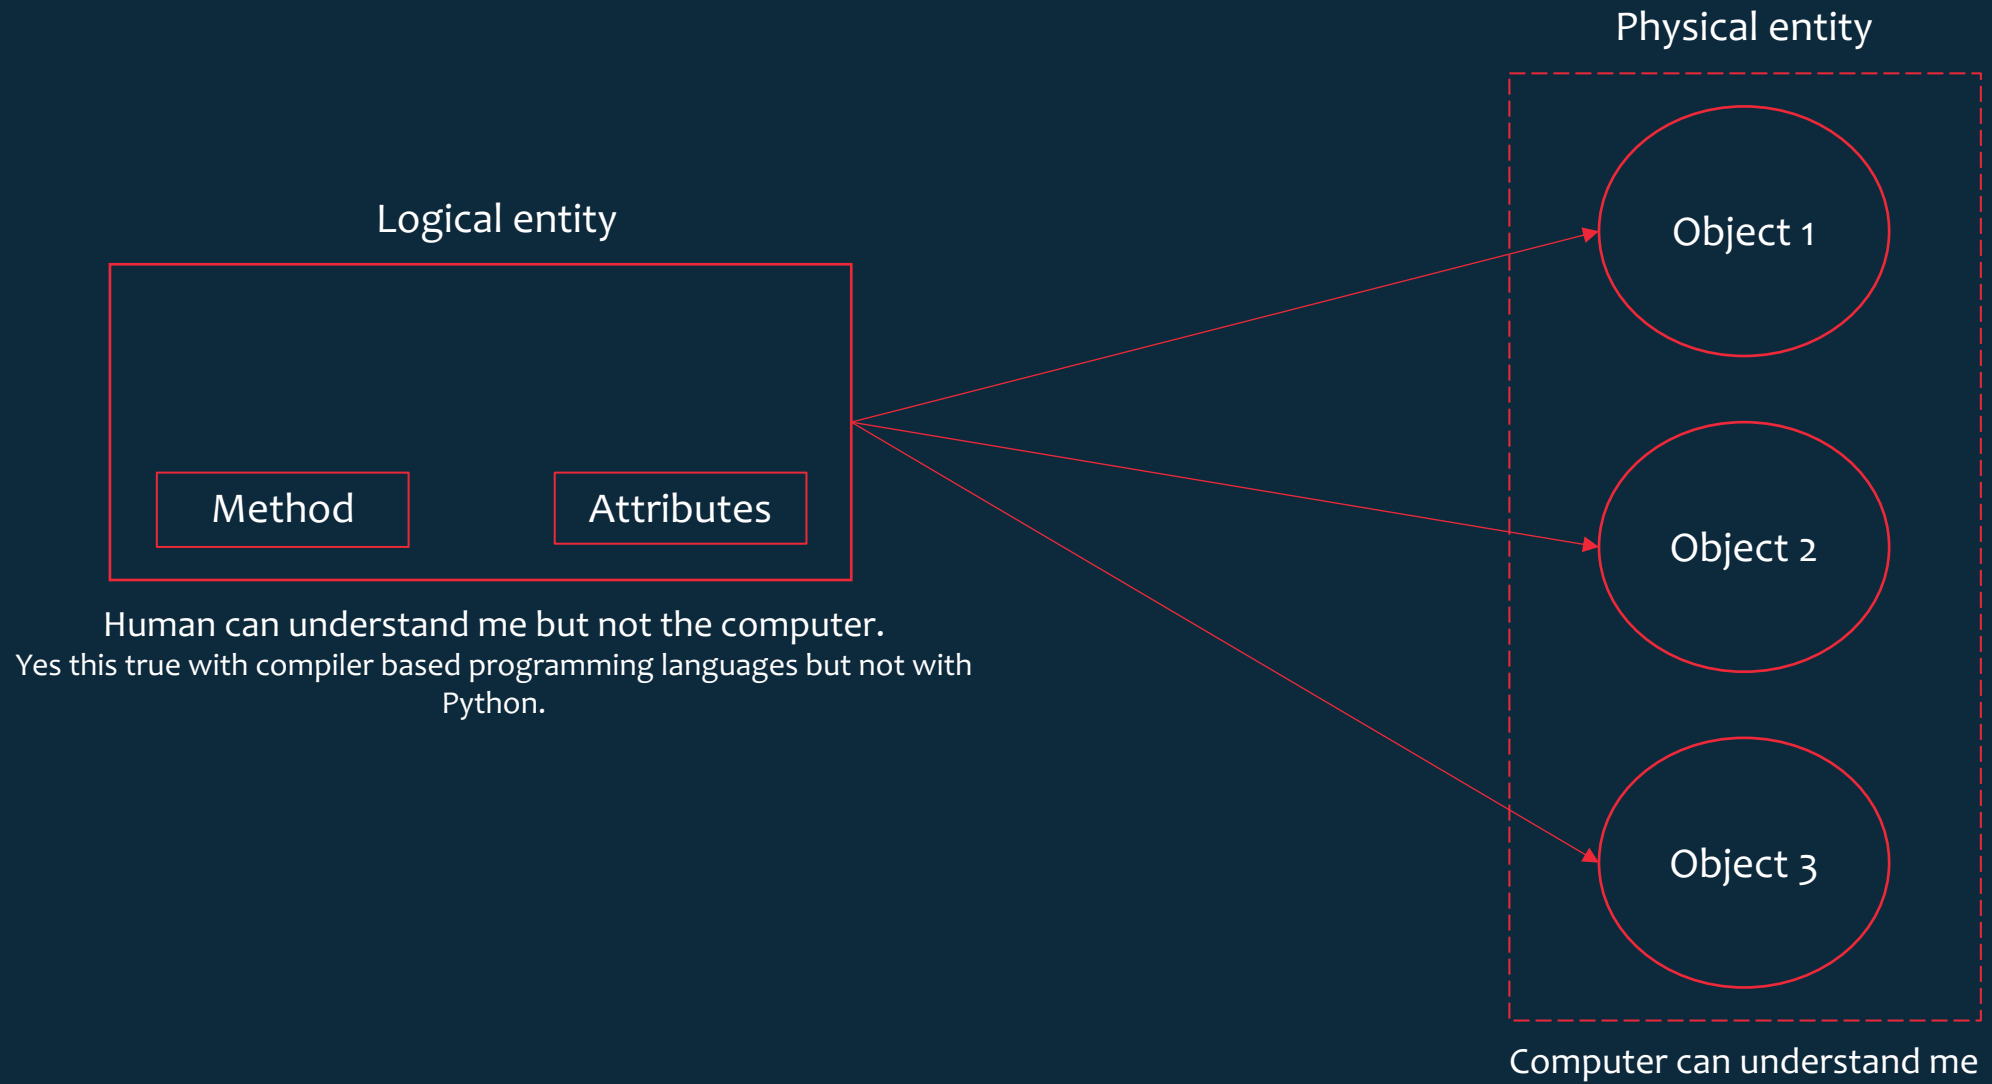 Physical entity
Logical entity
Object 1
Method
Attributes
Object 2
Human can understand me but not the computer.
Yes this true with compiler based programming languages but not with
Python.
Object 3
Computer can understand me